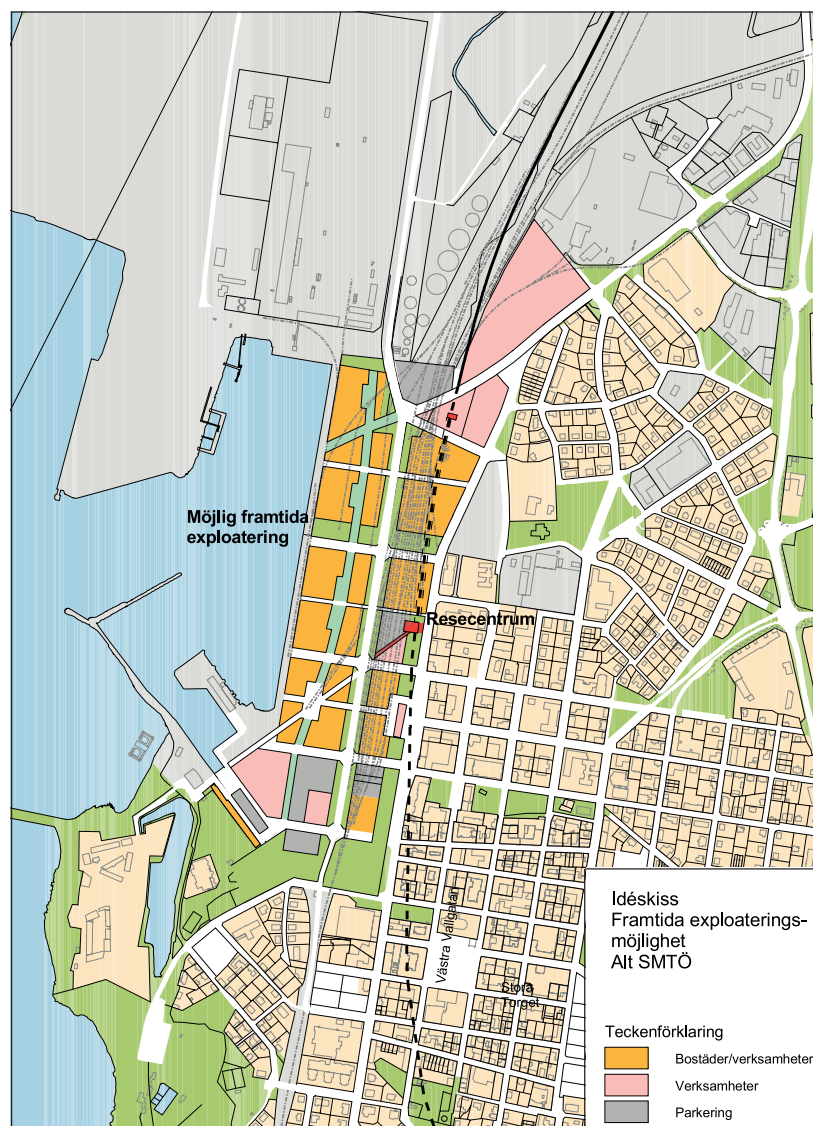 Möjlig framtida
exploatering
Resecentrum
Västra Vallgatan
Stora
Torget
Idéskiss
Framtida exploaterings-
möjlighet
Alt SMTÖ
Teckenförklaring
Bostäder/verksamheter
Verksamheter
Parkering